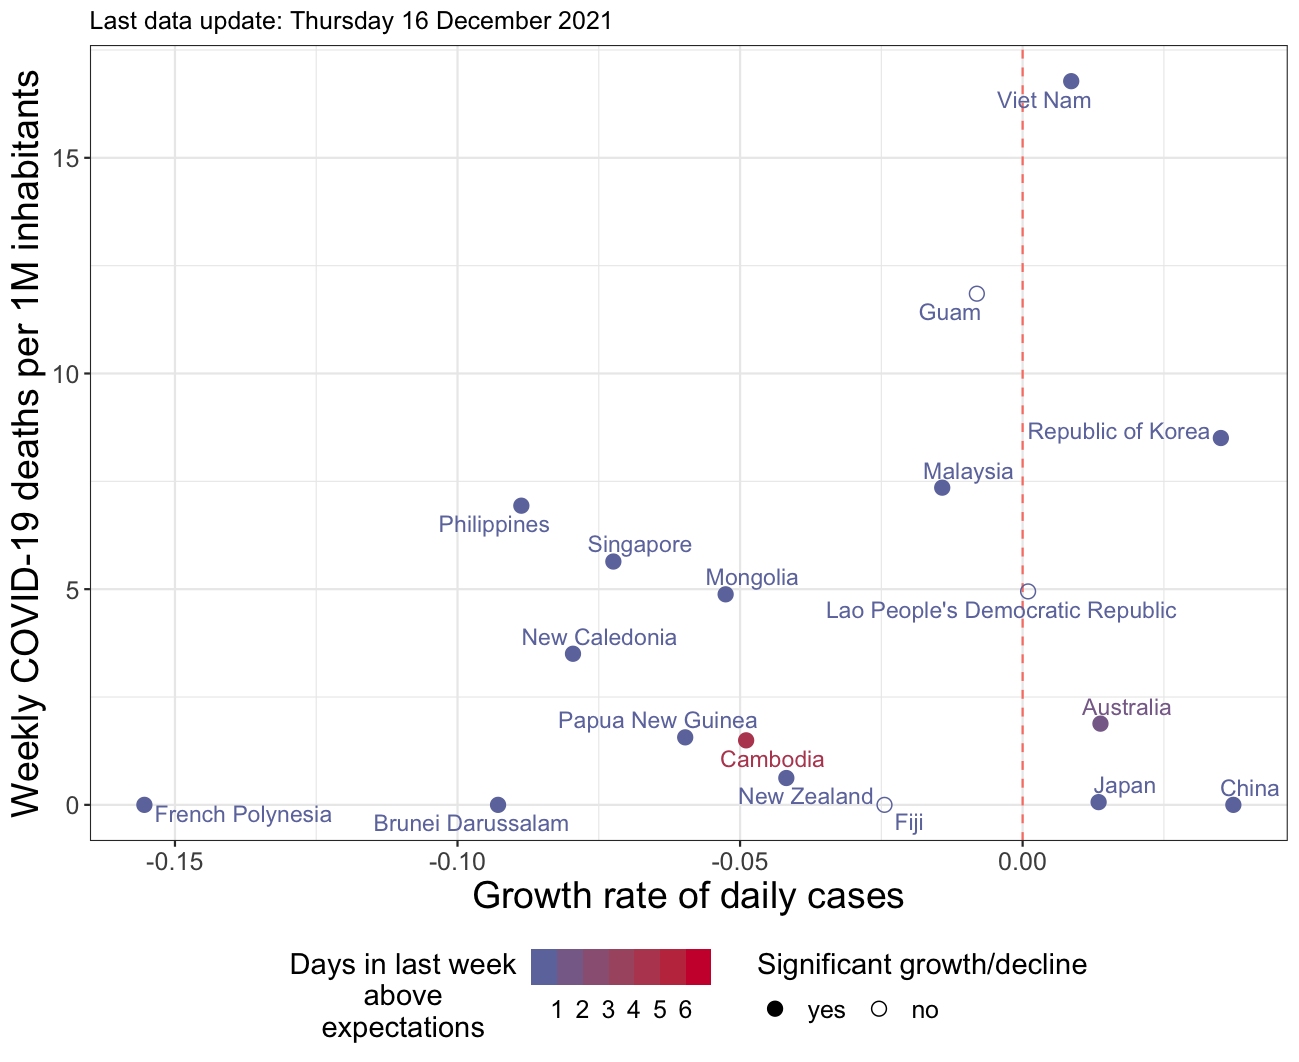 Last data update: Thursday 16 December 2021
Weekly COVID-19 deaths per 1M inhabitants
15
10
5
0
Viet Nam
Guam
Republic of Korea
Malaysia
Philippines
Singapore
Mongolia
Lao People's Democratic Republic
New Caledonia
Australia
Papua New Guinea
Cambodia
Japan
China
New Zealand
French Polynesia
Brunei Darussalam
Fiji
-0.15
-0.10
-0.05
0.00
Growth rate of daily cases
Days in last week
above
expectations
1 2 3 4 5 6
Significant growth/decline
yes
no